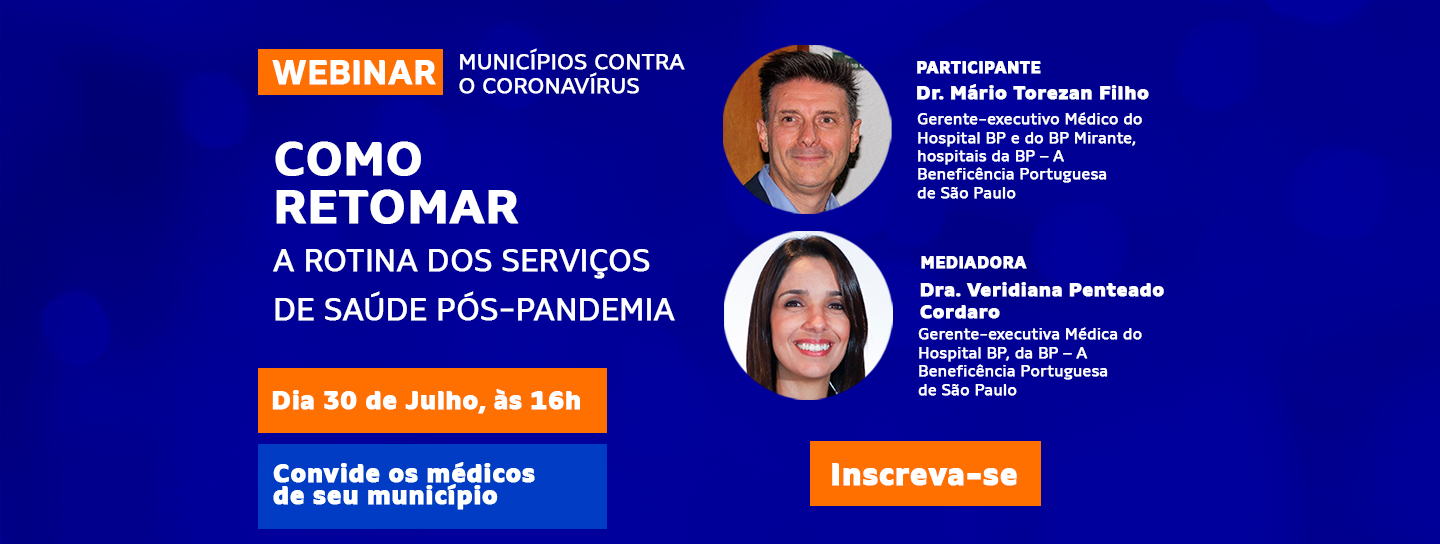 WEBINAR
MUNICÍPIOS CONTRA
O CORONAVÍRUS
COMO
RETOMAR
A ROTINA DOS SERVIÇOS
DE SAÚDE PÓS-PANDEMIA
Dia 30 de Julho, às 16h
Convide os médicos
de seu município
PARTICIPANTE
Dr. Mário Torezan Filho
Gerente-executivo Médico do
Hospital BP e do BP Mirante,
hospitais da BP – A
Beneficência Portuguesa
de São Paulo
MEDIADORA
Dra. Veridiana Penteado
Cordaro
Gerente-executiva Médica do
Hospital BP, da BP – A
Beneficência Portuguesa
de São Paulo
Inscreva-se